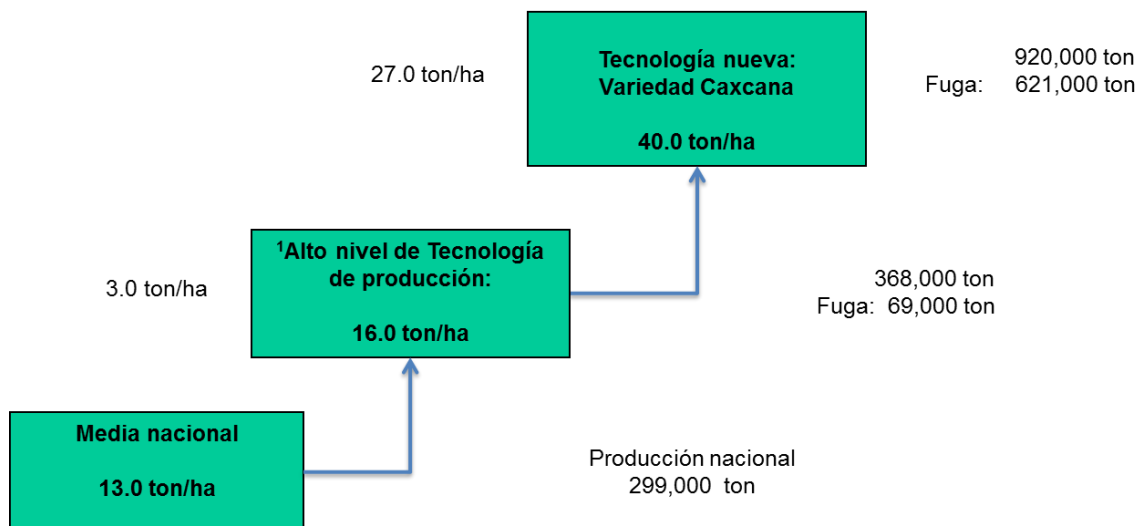 27.0 ton/ha
Tecnología nueva:
Variedad Caxcana
40.0 ton/ha
920,000 ton
Fuga: 621,000 ton
3.0 ton/ha
¹Alto nivel de Tecnología
de producción:
16.0 ton/ha
368,000 ton
Fuga: 69,000 ton
Media nacional
13.0 ton/ha
Producción nacional
299,000 ton